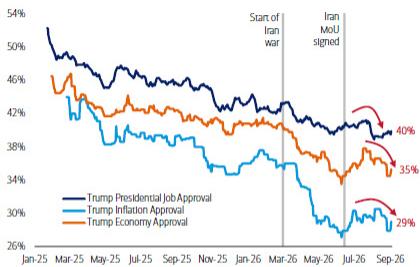 54%
50%
46%
42%
38%
34%
30%
26%
Start of
Iran
war
Iran
MoU
signed
40%
35%
29%
Trump Presidential Job Approval
Trump Inflation Approval
Trump Economy Approval
Jan-25 Mar-25 May-25 Jul-25 Sep-25 Nov-25 Jan-26 Mar-26 May-26 Jul-26 Sep-26